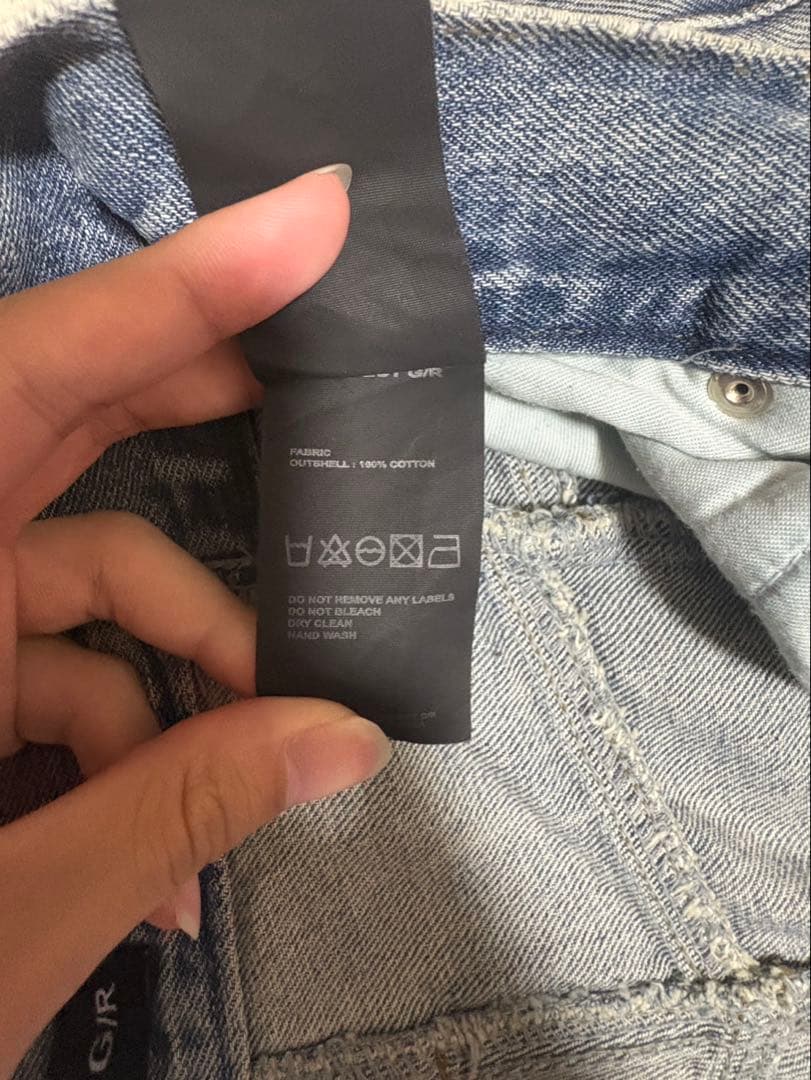 G/R
FABRIC
OUTSHELL : 100% COTTON
DO NOT REMOVE ANY LABELS
DO NOT BLEACH
DRY CLEAN
HAND WASH
G/R